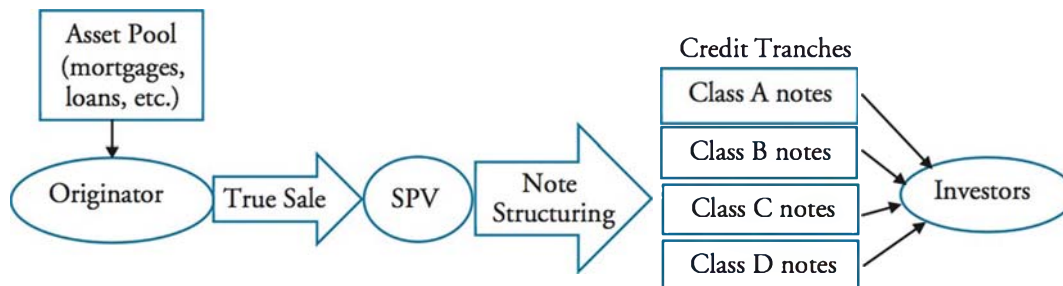 Asset Pool
(mortgages,
loans, etc.)
Originator
True Sale
SPV
Note
Structuring
Credit Tranches
Class A notes
Class B notes
Class C notes
Class D notes
Investors